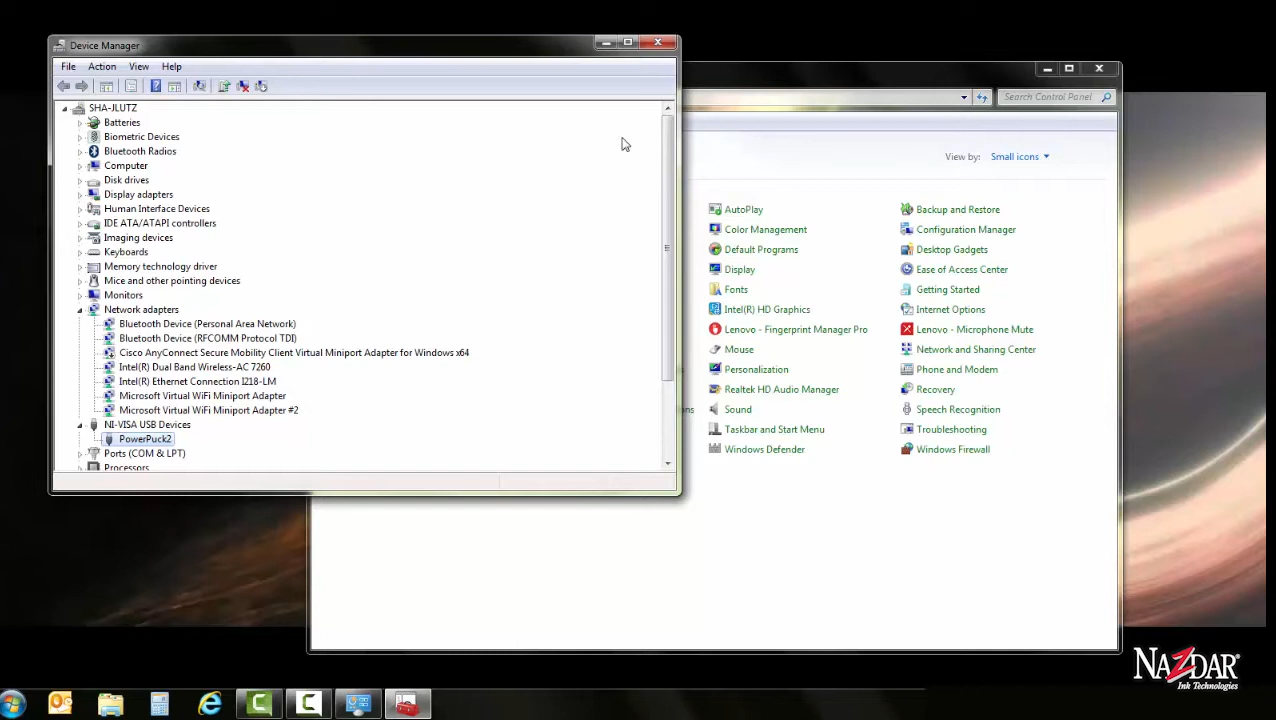 Device Manager
File Action View Help
SHA-JLUTZ
Batteries
Biometric Devices
Bluetooth Radios
Computer
Disk drives
Display adapters
Human Interface Devices
IDE ATA/ATAPI controllers
Imaging devices
Keyboards
Memory technology driver
Mice and other pointing devices
Monitors
Network adapters
Bluetooth Device (Personal Area Network)
Bluetooth Device (RFCOMM Protocol TDI)
Cisco AnyConnect Secure Mobility Client Virtual Miniport Adapter for Windows x64
Intel(R) Dual Band Wireless-AC 7260
Intel(R) Ethernet Connection I218-LM
Microsoft Virtual WiFi Miniport Adapter
Microsoft Virtual WiFi Miniport Adapter #2
NI-VISA USB Devices
PowerPuck2
Ports (COM & LPT)
Processors
Search Control Panel
View by: Small icons
AutoPlay
Backup and Restore
Color Management
Configuration Manager
Default Programs
Desktop Gadgets
Display
Ease of Access Center
Fonts
Getting Started
Intel(R) HD Graphics
Internet Options
Lenovo - Fingerprint Manager Pro
Lenovo - Microphone Mute
Mouse
Network and Sharing Center
Personalization
Phone and Modem
Realtek HD Audio Manager
Recovery
Sound
Speech Recognition
Taskbar and Start Menu
Troubleshooting
Windows Defender
Windows Firewall
NAZDAR®
Ink Technologies®